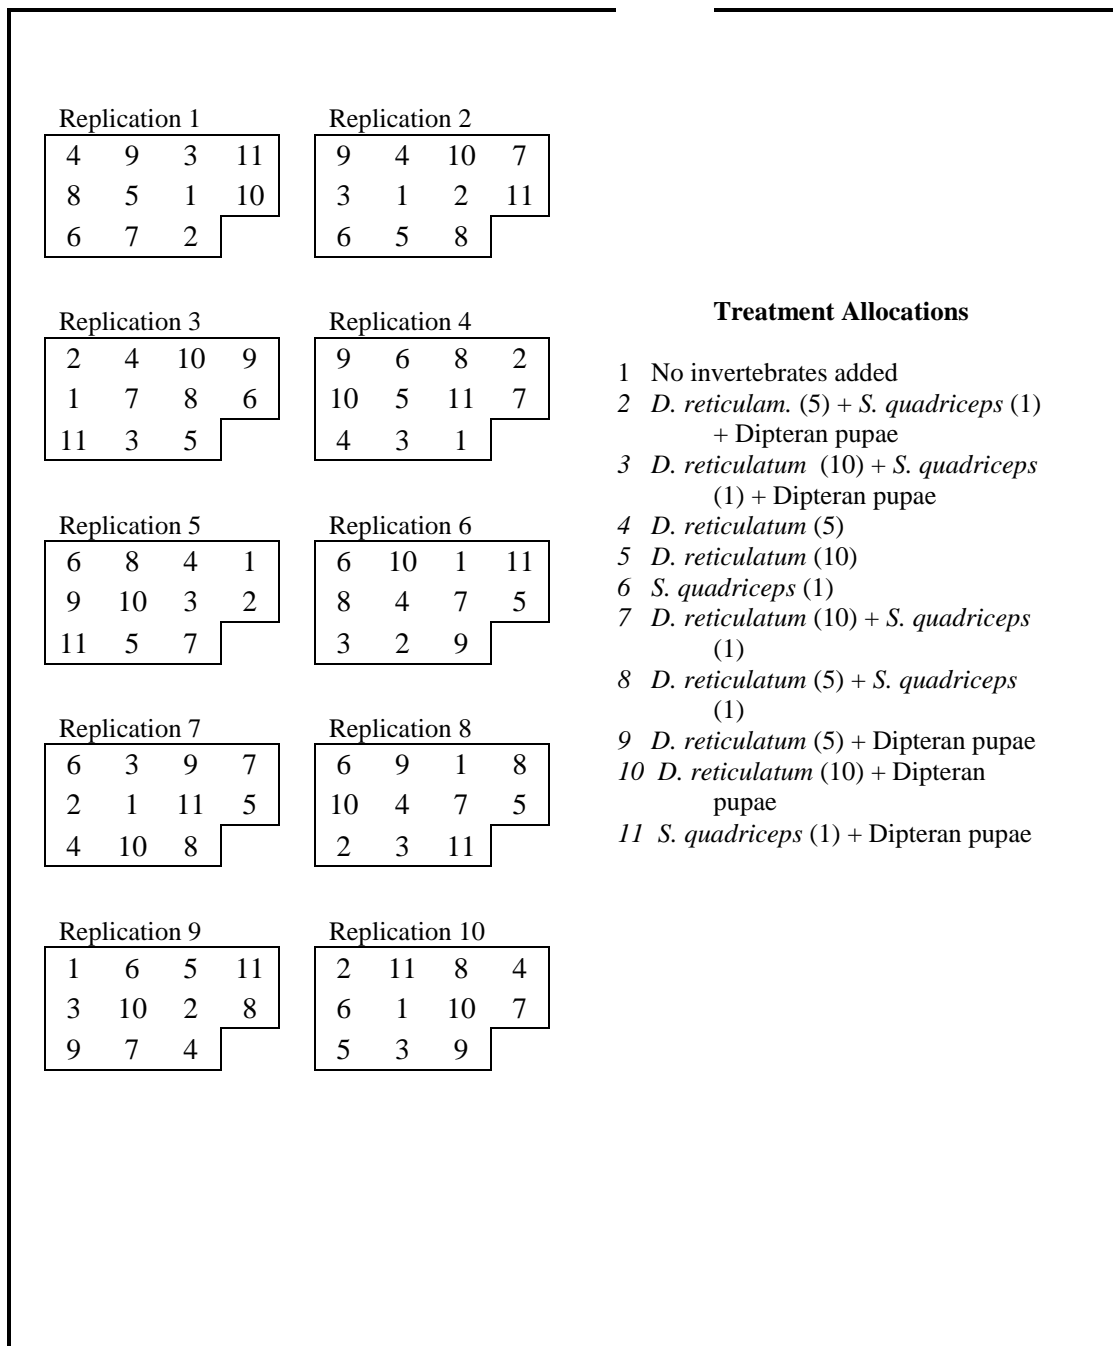 Replication 1
4 9 3 11
8 5 1 10
6 7 2
Replication 2
9 4 10 7
3 1 2 11
6 5 8
Replication 3
2 4 10 9
1 7 8 6
11 3 5
Replication 4
9 6 8 2
10 5 11 7
4 3 1
Replication 5
6 8 4 1
9 10 3 2
11 5 7
Replication 6
6 10 1 11
8 4 7 5
3 2 9
Replication 7
6 3 9 7
2 1 11 5
4 10 8
Replication 8
6 9 1 8
10 4 7 5
2 3 11
Replication 9
1 6 5 11
3 10 2 8
9 7 4
Replication 10
2 11 8 4
6 1 10 7
5 3 9
Treatment Allocations
1 No invertebrates added
2 D. reticulam. (5) + S. quadriceps (1)
+ Dipteran pupae
3 D. reticulatum (10) + S. quadriceps
(1) + Dipteran pupae
4 D. reticulatum (5)
5 D. reticulatum (10)
6 S. quadriceps (1)
7 D. reticulatum (10) + S. quadriceps
(1)
8 D. reticulatum (5) + S. quadriceps
(1)
9 D. reticulatum (5) + Dipteran pupae
10 D. reticulatum (10) + Dipteran
pupae
11 S. quadriceps (1) + Dipteran pupae